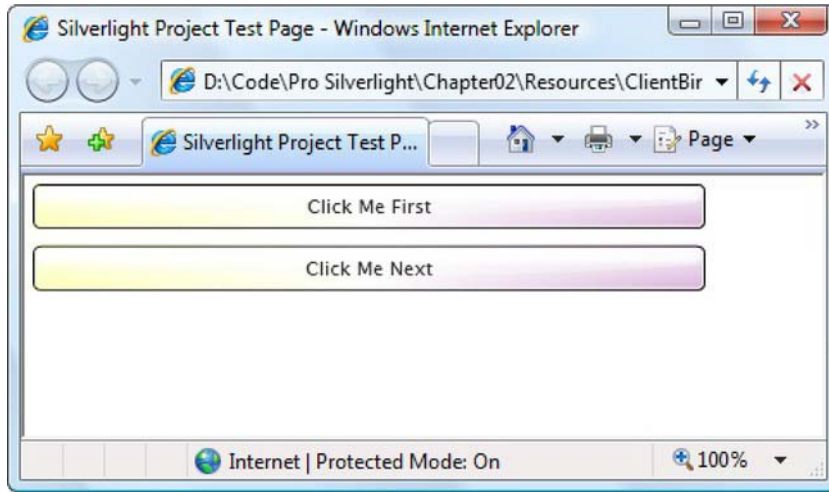 Silverlight Project Test Page - Windows Internet Explorer
D:\Code\Pro Silverlight\Chapter02\Resources\ClientBir
Silverlight Project Test P...
Page
Click Me First
Click Me Next
Internet | Protected Mode: On
100%